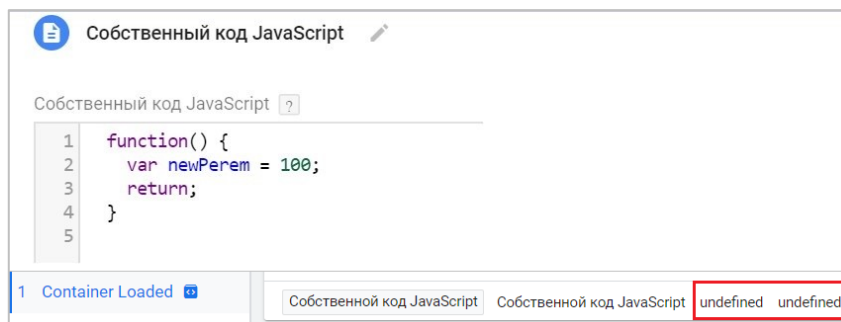 Собственный код JavaScript
Собственный код JavaScript ?
1 function() {
2 var newPerem = 100;
3 return;
4 }
5
1 Container Loaded
Собственной код JavaScript Собственной код JavaScript undefined undefined